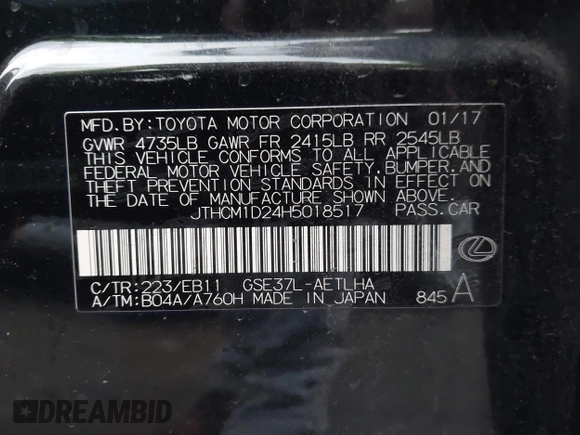 MFD.BY:TOYOTA MOTOR CORPORATION 01/17
GVWR 4735LB GAWR FR 2415LB RR 2545LB
THIS VEHICLE CONFORMS TO ALL APPLICABLE
FEDERAL MOTOR VEHICLE SAFETY,BUMPER,AND
THEFT PREVENTION STANDARDS IN EFFECT ON
THE DATE OF MANUFACTURE SHOWN ABOVE.
JTHCM1D24H5018517 PASS.CAR
C/TR:223/EB11 GSE37L-AETLHA
A/TM:B04A/A760H MADE IN JAPAN 845 A
DREAMBID